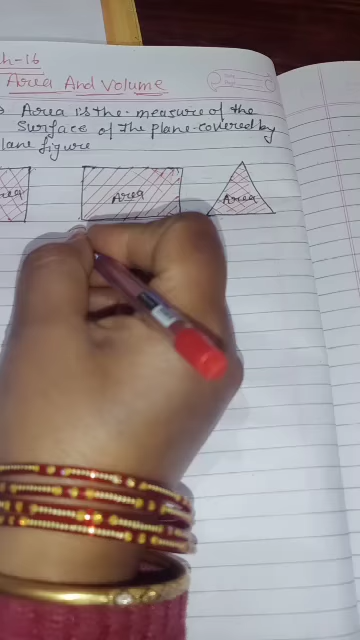 ch-16
Area And Volume
Area is the measure of the
surface of the plane covered by
plane figure
Area
Area
Area